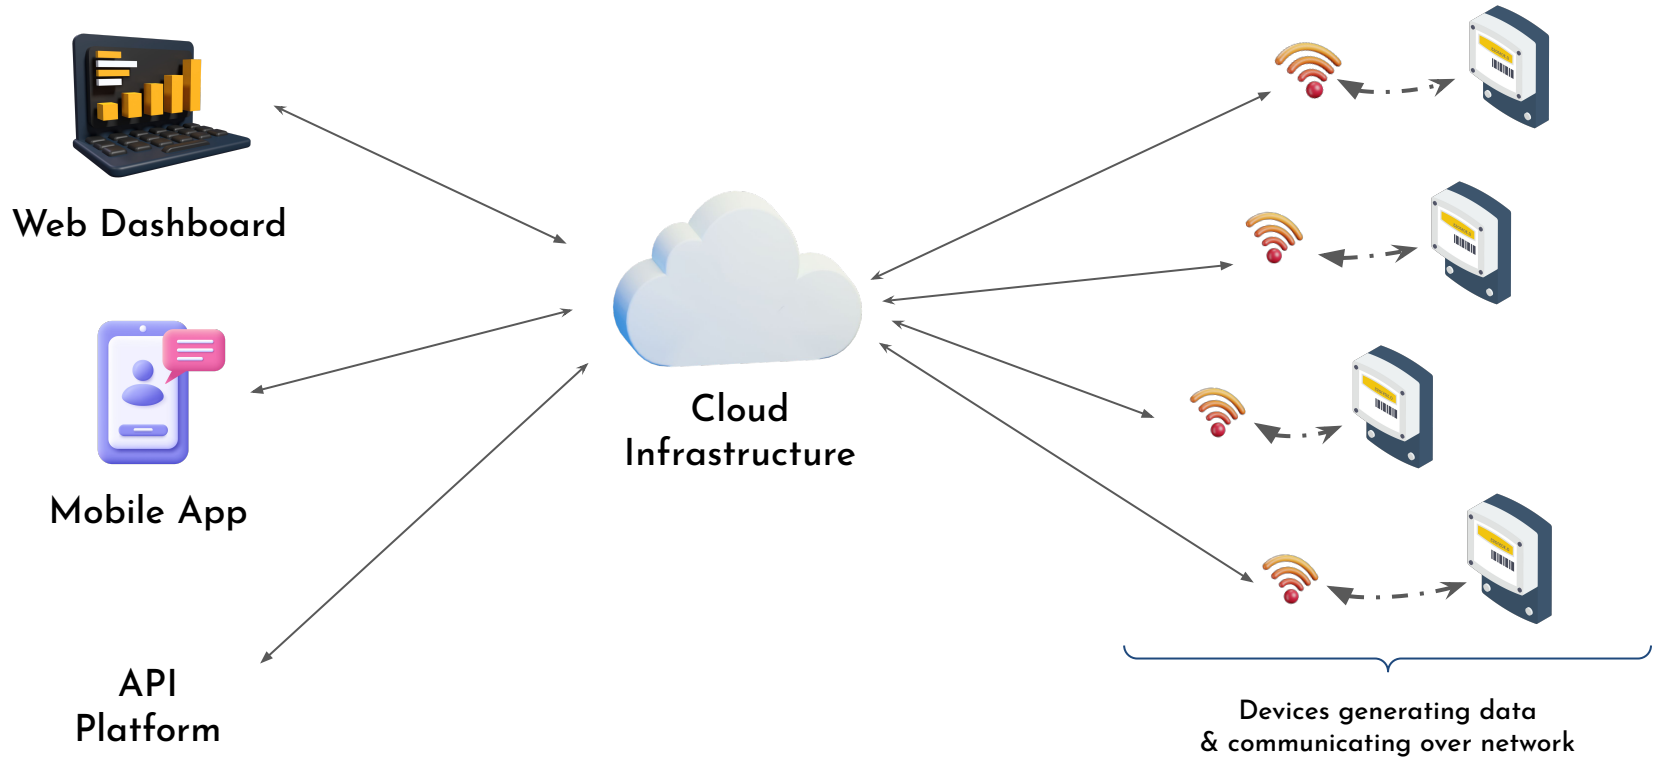 Web Dashboard
Mobile App
API
Platform
Cloud
Infrastructure
Devices generating data
& communicating over network